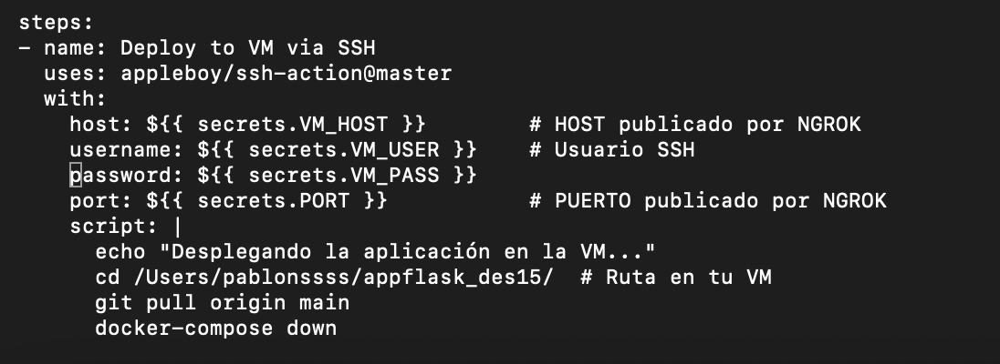 steps:
- name: Deploy to VM via SSH
  uses: appleboy/ssh-action@master
  with:
    host: ${{ secrets.VM_HOST }}        # HOST publicado por NGROK
    username: ${{ secrets.VM_USER }}    # Usuario SSH
    password: ${{ secrets.VM_PASS }}
    port: ${{ secrets.PORT }}           # PUERTO publicado por NGROK
    script: |
      echo "Desplegando la aplicación en la VM..."
      cd /Users/pablonssss/appflask_des15/  # Ruta en tu VM
      git pull origin main
      docker-compose down